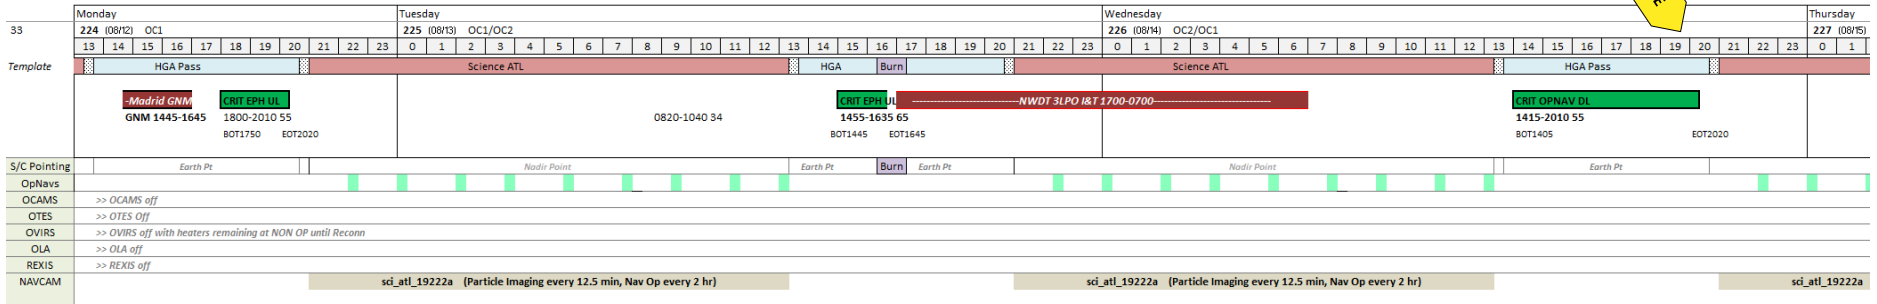 Monday Tuesday Wednesday Thursday
33 224 (08/12) OC1 225 (08/13) OC1/OC2 226 (08/14) OC2/OC1 227 (08/15)
13 14 15 16 17 18 19 20 21 22 23 0 1 2 3 4 5 6 7 8 9 10 11 12 13 14 15 16 17 18 19 20 21 22 23 0 1 2 3 4 5 6 7 8 9 10 11 12 13 14 15 16 17 18 19 20 21 22 23 0 1
Template HGA Pass Science ATL HGA Burn Science ATL HGA Pass
-Madrid GNM CRIT EPH UL CRIT EPH UL NWDT 3LPO I&T 1700-0700 CRIT OPNAV DL
GNM 1445-1645 1800-2010 55 0820-1040 34 1455-1635 65 1415-2010 55
BOT1750 EOT2020 BOT1445 EOT1645 BOT1405 EOT2020
S/C Pointing Earth Pt Nadir Point Earth Pt Burn Earth Pt Nadir Point Earth Pt
OpNavs
OCAMS >> OCAMS off
OTES >> OTES Off
OVIRS >> OVIRS off with heaters remaining at NON OP until Reconn
OLA >> OLA off
REXIS >> REXIS off
NAVCAM sci_atl_19222a (Particle Imaging every 12.5 min, Nav Op every 2 hr) sci_atl_19222a (Particle Imaging every 12.5 min, Nav Op every 2 hr) sci_atl_19222a